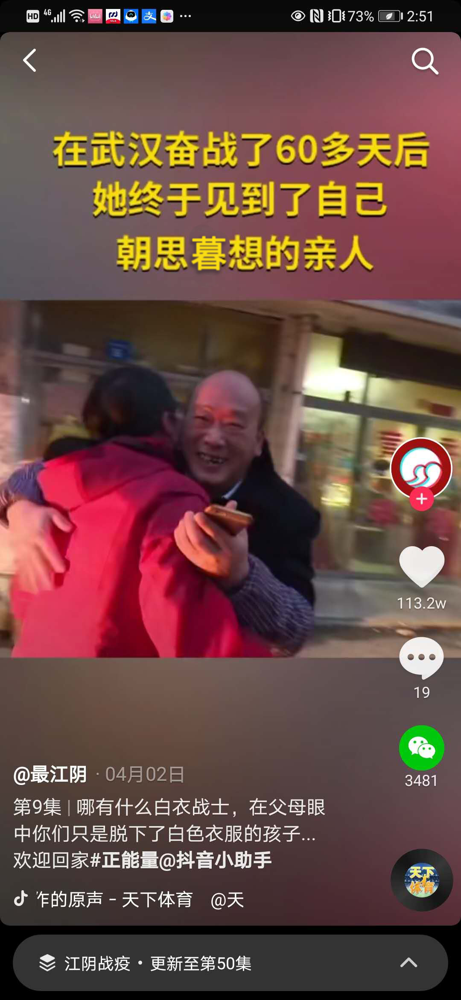 HD 4G 73% 2:51
在武汉奋战了60多天后
她终于见到了自己
朝思暮想的亲人
113.2w
19
3481
@最江阴 · 04月02日
第9集 | 哪有什么白衣战士，在父母眼
中你们只是脱下了白色衣服的孩子...
欢迎回家#正能量@抖音小助手
作的原声 - 天下体育 @天
天下
体育
江阴战疫 · 更新至第50集